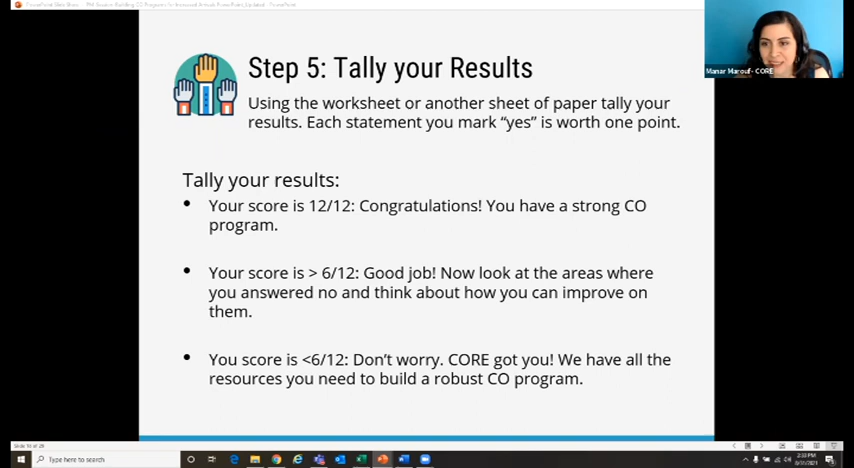 Manar Marouf- CORE
Step 5: Tally your Results
Using the worksheet or another sheet of paper tally your
results. Each statement you mark “yes” is worth one point.
Tally your results:
• Your score is 12/12: Congratulations! You have a strong CO
program.
• Your score is > 6/12: Good job! Now look at the areas where
you answered no and think about how you can improve on
them.
• You score is <6/12: Don’t worry. CORE got you! We have all the
resources you need to build a robust CO program.
Type here to search